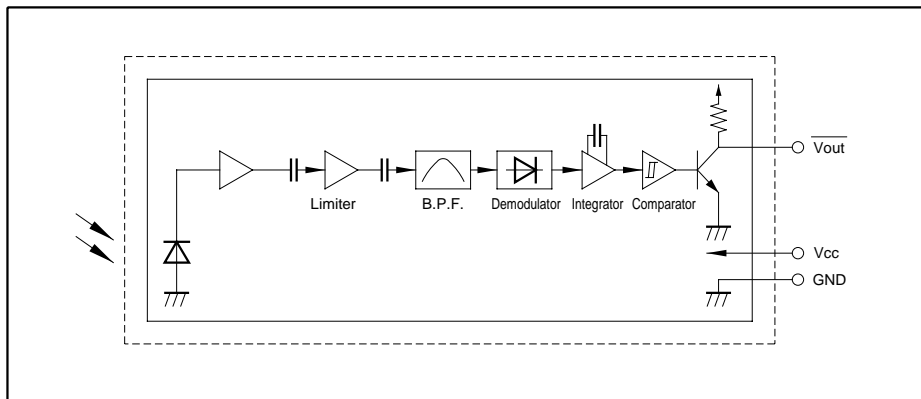 Vout
Limiter
B.P.F.
Demodulator
Integrator
Comparator
Vcc
GND